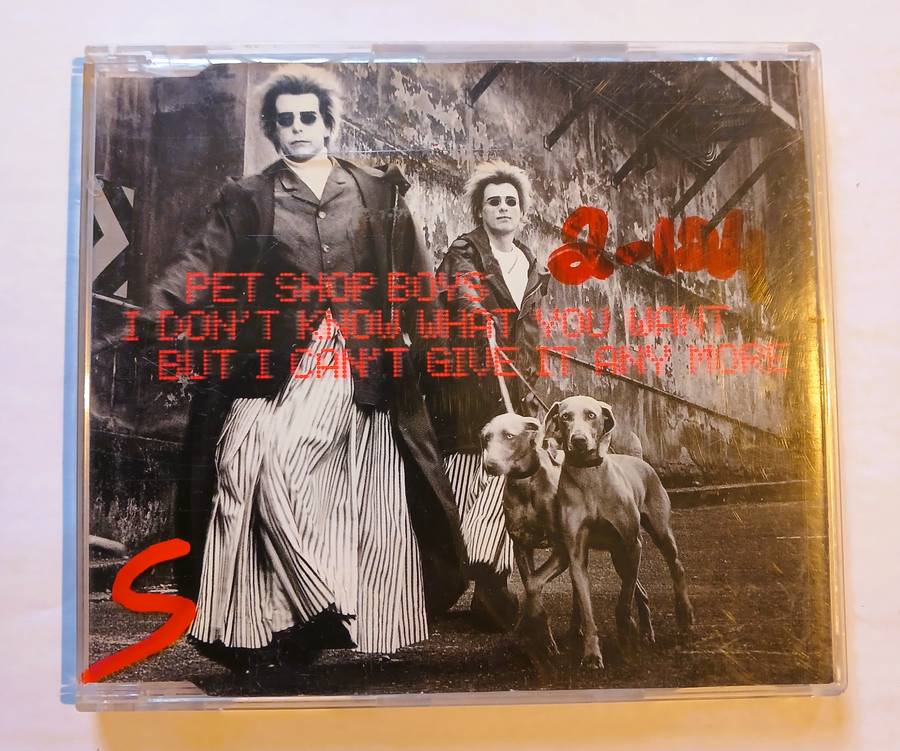 PET SHOP BOYS
I DON'T KNOW WHAT YOU WANT
BUT I CAN'T GIVE IT ANY MORE
S